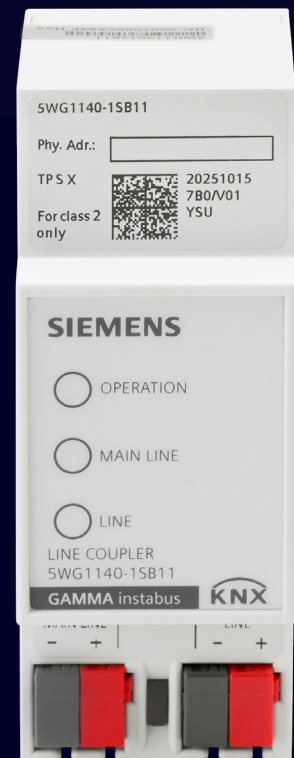 5WG1140-1SB11
Phy. Adr.:
TP S X
20251015
7B0/V01
For class 2
only
YSU
SIEMENS
OPERATION
MAIN LINE
LINE
LINE COUPLER
5WG1140-1SB11
GAMMA instabus
KNX
MAIN LINE
LINE
- +
- +